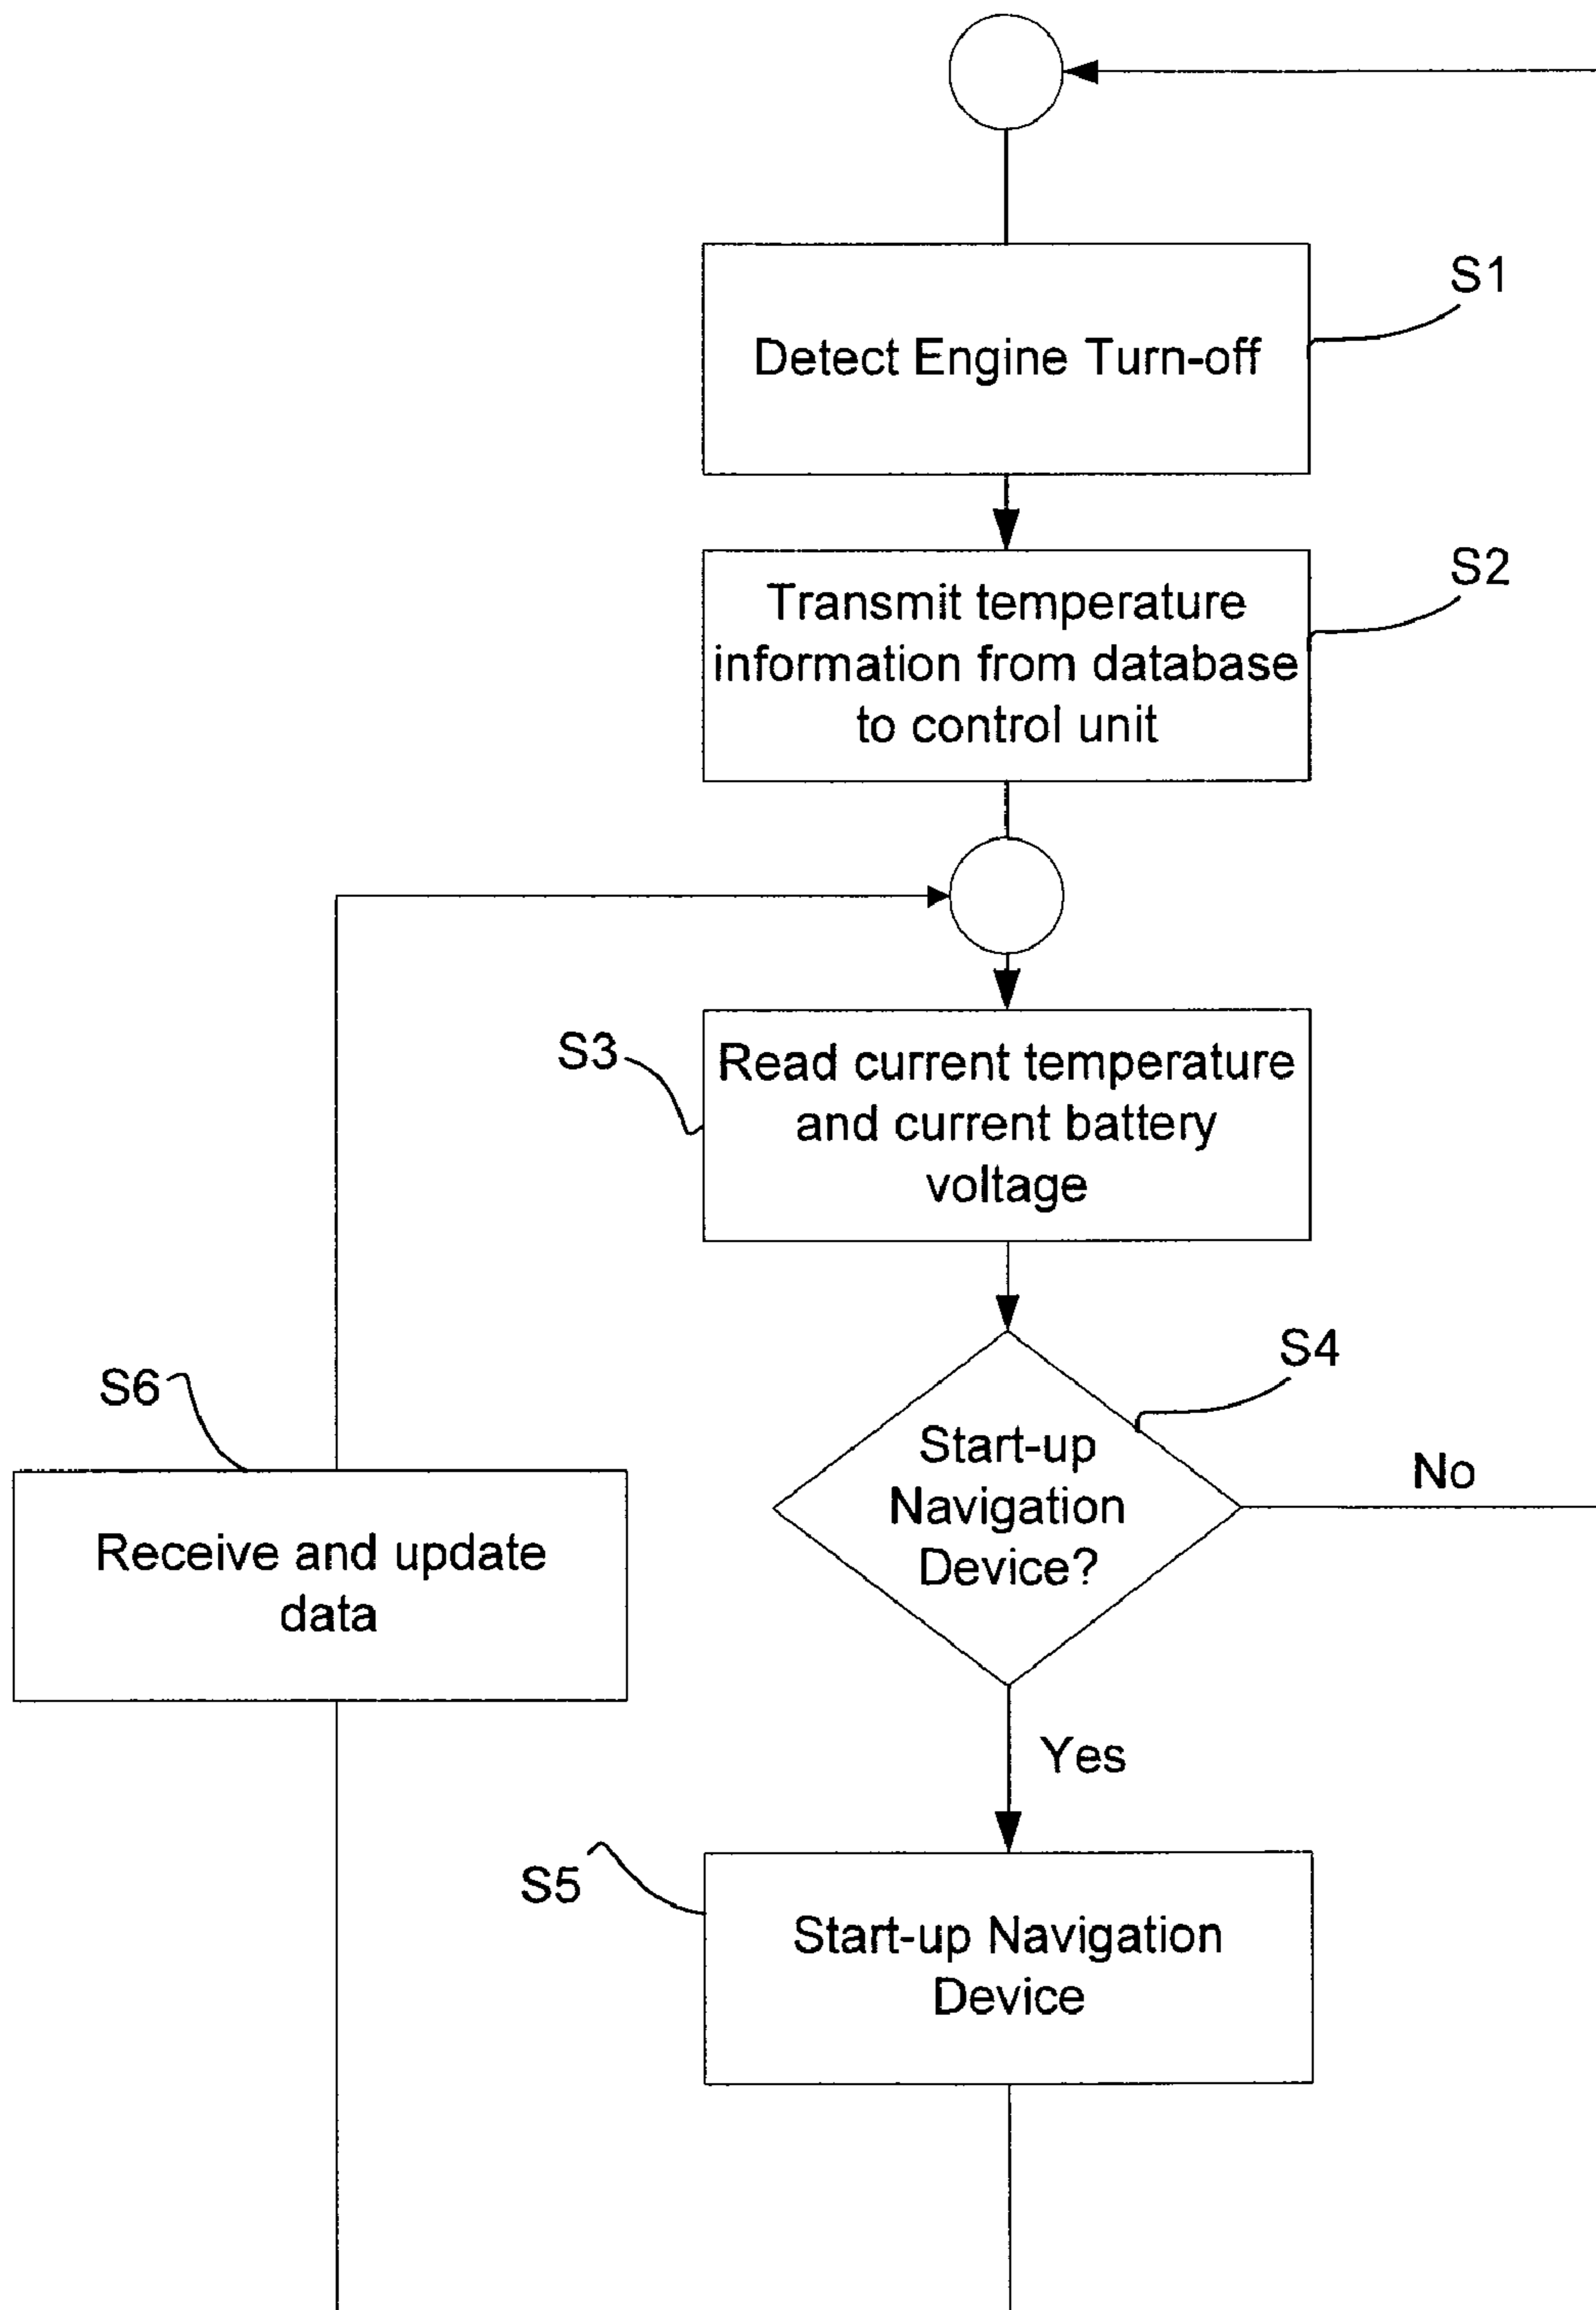 S1
Detect Engine Turn-off
S2
Transmit temperature
information from database
to control unit
S3
Read current temperature
and current battery
voltage
S4
Start-up
Navigation
Device?
No
S6
Receive and update
data
Yes
S5
Start-up Navigation
Device